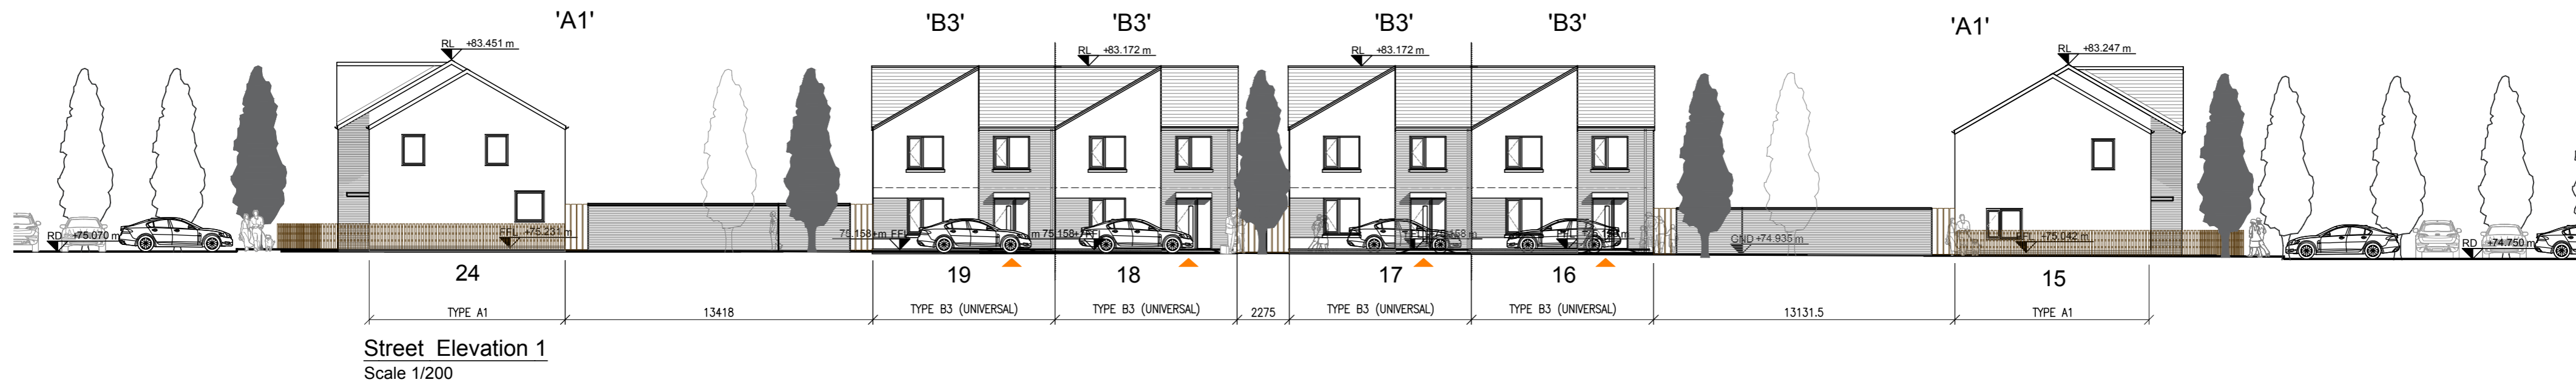 'A1' 'B3' 'B3' 'B3' 'B3' 'A1'
RL +83.451 m
RL +83.172 m
RL +83.172 m
RL +83.247 m
RD +75.070 m
FFL +75.231 m
FFL
75.158+ FFL
GND +74.935 m
FFL +75.042 m
RD +74.750 m
24 19 18 17 16 15
TYPE A1 13418 TYPE B3 (UNIVERSAL) TYPE B3 (UNIVERSAL) 2275 TYPE B3 (UNIVERSAL) TYPE B3 (UNIVERSAL) 13131.5 TYPE A1
Street Elevation 1
Scale 1/200